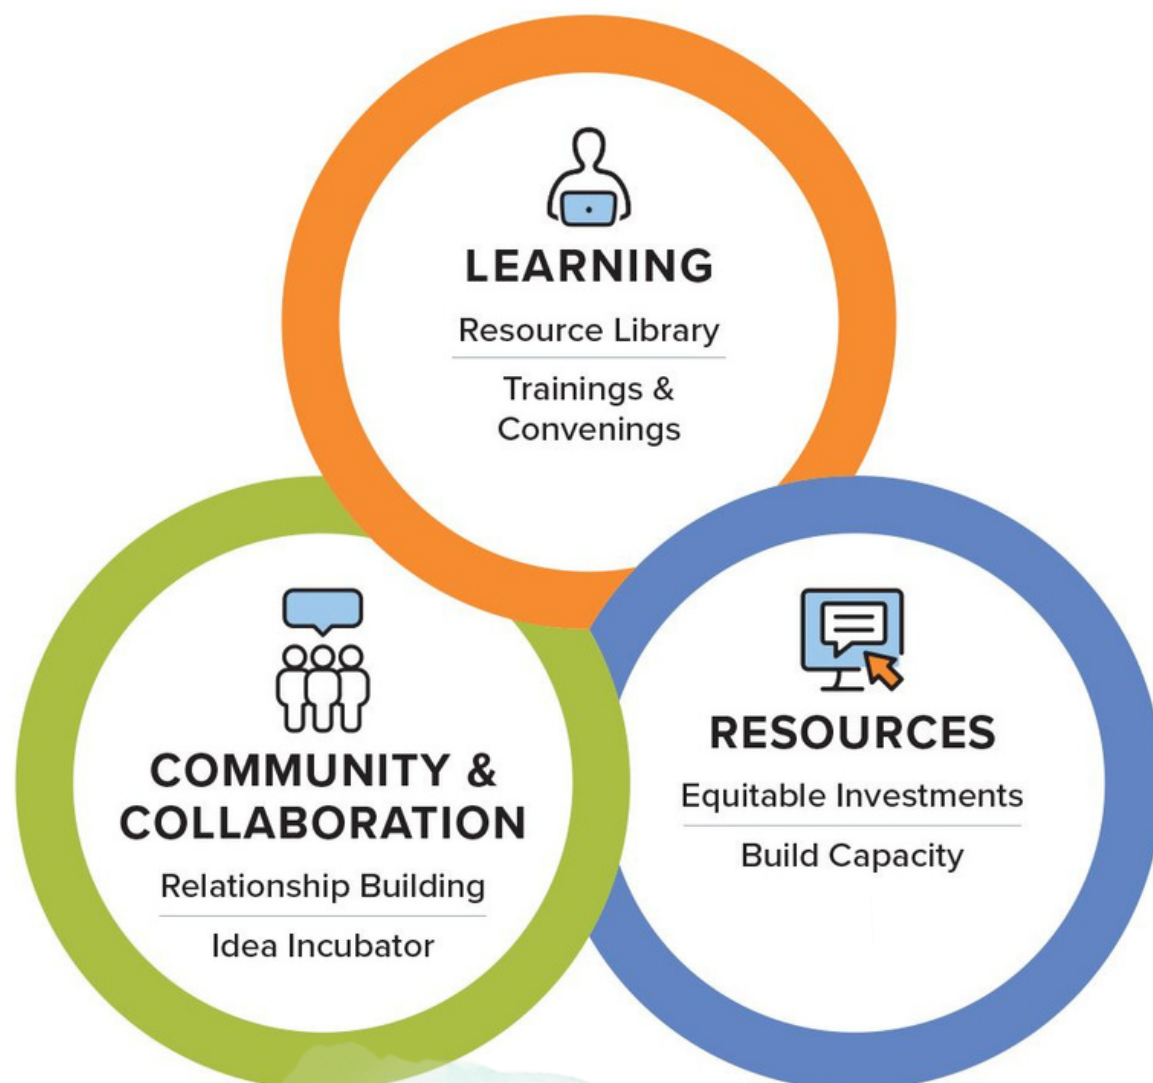 LEARNING
Resource Library
Trainings &
Convenings
COMMUNITY &
COLLABORATION
Relationship Building
Idea Incubator
RESOURCES
Equitable Investments
Build Capacity